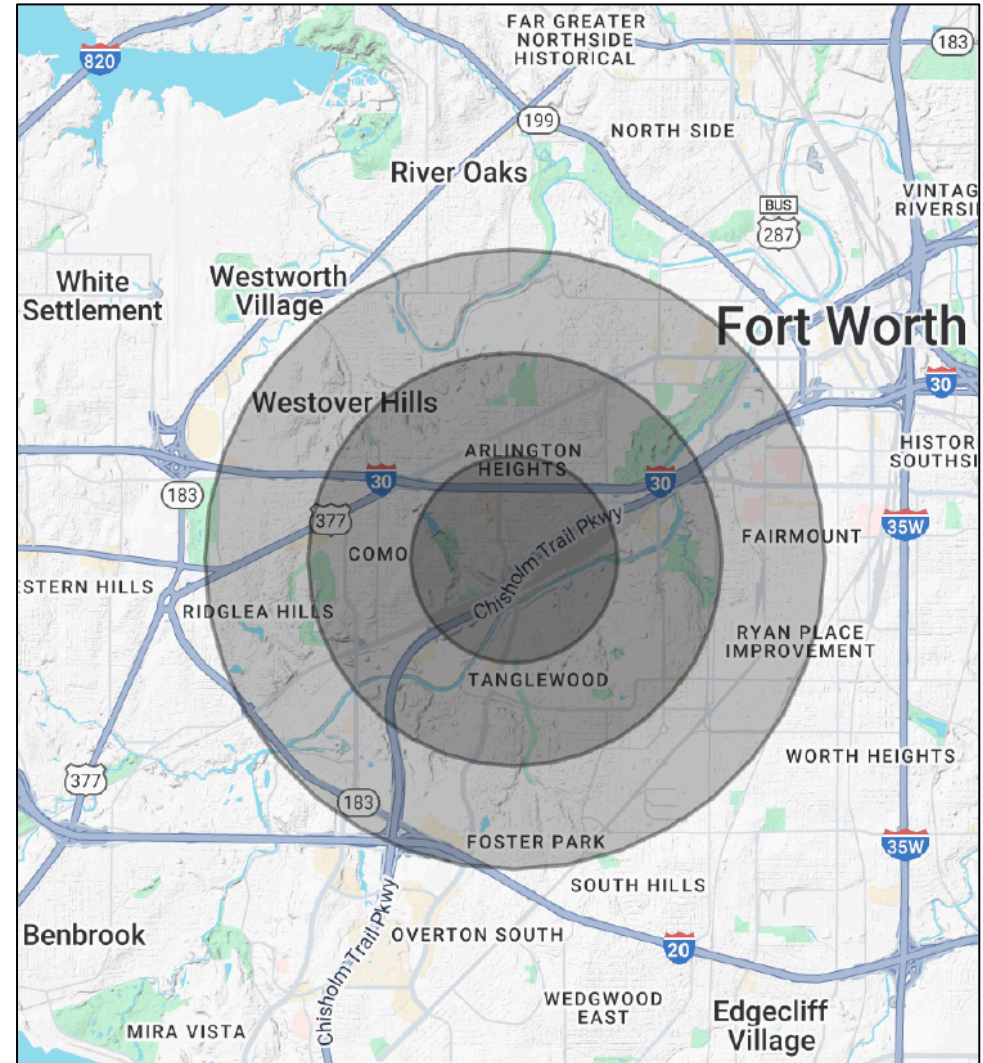 FAR GREATER
NORTHSIDE
HISTORICAL
183
820
199
NORTH SIDE
River Oaks
BUS
287
VINTAG
RIVERSI
White
Settlement
Westworth
Village
Fort Worth
30
Westover Hills
ARLINGTON
HEIGHTS
HISTOR
SOUTHSI
30
30
183
377
Chisholm Trail Pkwy
35W
FAIRMOUNT
COMO
ESTERN HILLS
RIDGLEA HILLS
RYAN PLACE
IMPROVEMENT
TANGLEWOOD
WORTH HEIGHTS
377
183
FOSTER PARK
35W
SOUTH HILLS
Benbrook
Chisholm Trail Pkwy
OVERTON SOUTH
20
WEDGWOOD
EAST
Edgecliff
Village
MIRA VISTA